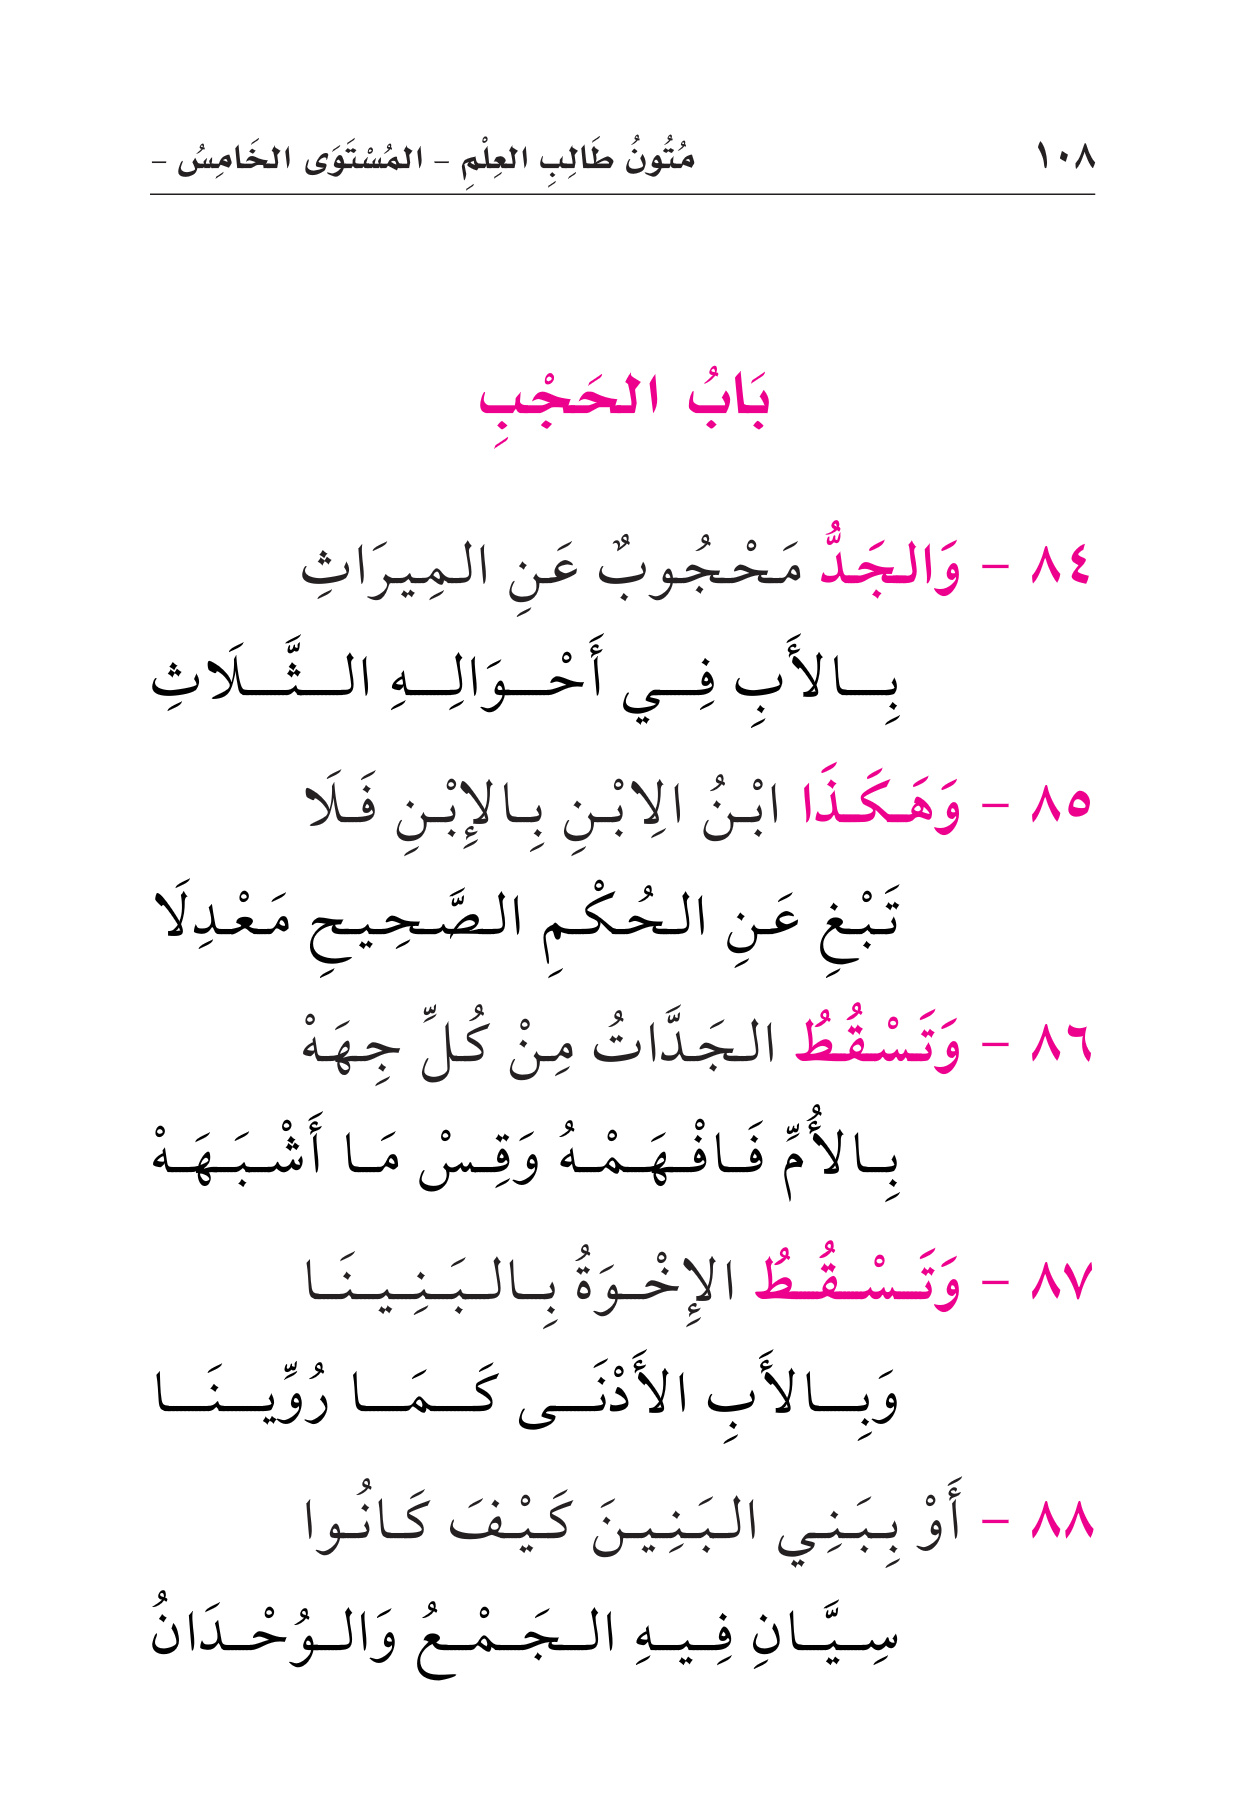 ١٠٨ مُتُونُ طَالِبِ العِلْمِ – المُسْتَوَى الخَامِسُ –
بَابُ الحَجْبِ
٨٤ – وَالجَدُّ مَحْجُوبٌ عَنِ المِيرَاثِ
بِالأَبِ فِي أَحْوَالِهِ الثَّلَاثِ
٨٥ – وَهَكَذَا ابْنُ الِابْنِ بِالإِبْنِ فَلَا
تَبْغِ عَنِ الحُكْمِ الصَّحِيحِ مَعْدِلَا
٨٦ – وَتَسْقُطُ الجَدَّاتُ مِنْ كُلِّ جِهَهْ
بِالأُمِّ فَافْهَمْهُ وَقِسْ مَا أَشْبَهَهْ
٨٧ – وَتَسْقُطُ الإِخْوَةُ بِالبَنِينَا
وَبِالأَبِ الأَدْنَى كَمَا رُوِّينَا
٨٨ – أَوْ بِبَنِي البَنِينَ كَيْفَ كَانُوا
سِيَّانِ فِيهِ الجَمْعُ وَالوُحْدَانُ